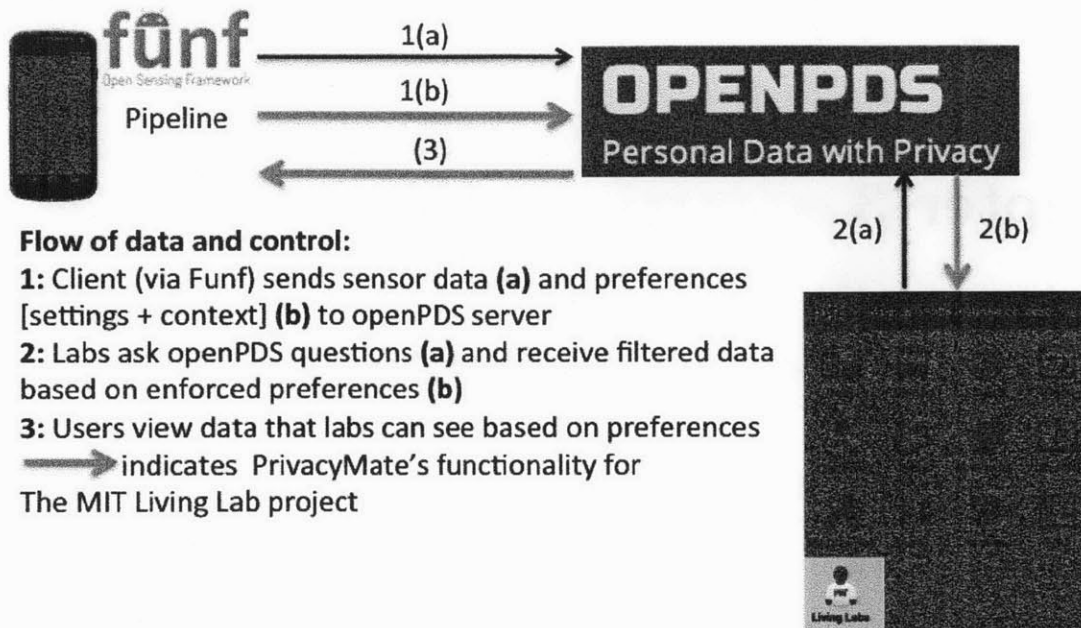 funf
Open Sensing Framework
Pipeline
1(a)
1(b)
(3)
OPENPDS
Personal Data with Privacy
2(a)
2(b)
Flow of data and control:
1: Client (via Funf) sends sensor data (a) and preferences
[settings + context] (b) to openPDS server
2: Labs ask openPDS questions (a) and receive filtered data
based on enforced preferences (b)
3: Users view data that labs can see based on preferences
indicates PrivacyMate's functionality for
The MIT Living Lab project
MIT
Living Labs